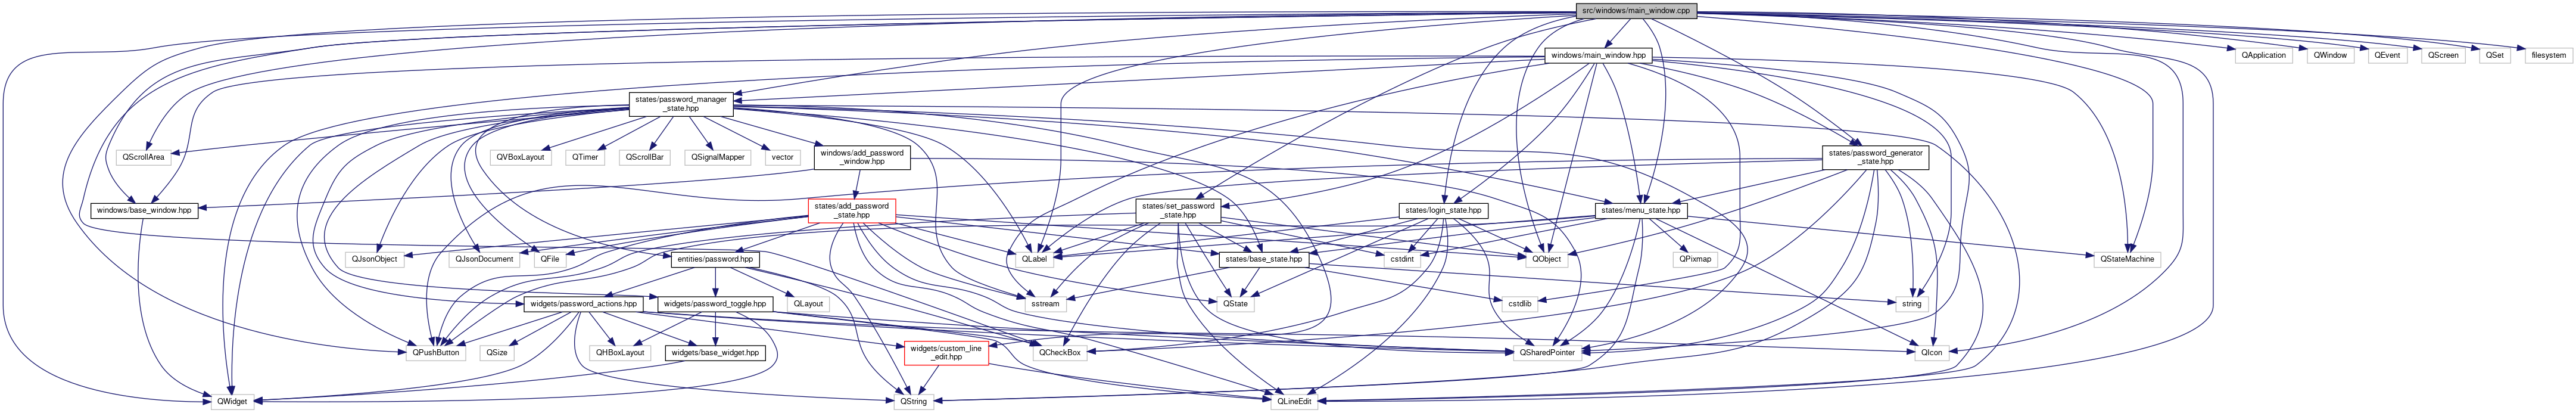 src/windows/main_window.cpp
windows/main_window.hpp
QApplication
QWindow
QEvent
QScreen
QSet
filesystem
states/password_manager
_state.hpp
QScrollArea
QVBoxLayout
QTimer
QScrollBar
QSignalMapper
vector
windows/add_password
_window.hpp
states/password_generator
_state.hpp
windows/base_window.hpp
states/add_password
_state.hpp
states/set_password
_state.hpp
states/login_state.hpp
states/menu_state.hpp
QJsonObject
QJsonDocument
QFile
entities/password.hpp
QLabel
states/base_state.hpp
cstdint
QObject
QPixmap
QStateMachine
widgets/password_actions.hpp
widgets/password_toggle.hpp
QLayout
sstream
QState
cstdlib
string
QPushButton
QSize
QHBoxLayout
widgets/base_widget.hpp
widgets/custom_line
_edit.hpp
QCheckBox
QSharedPointer
QIcon
QWidget
QString
QLineEdit